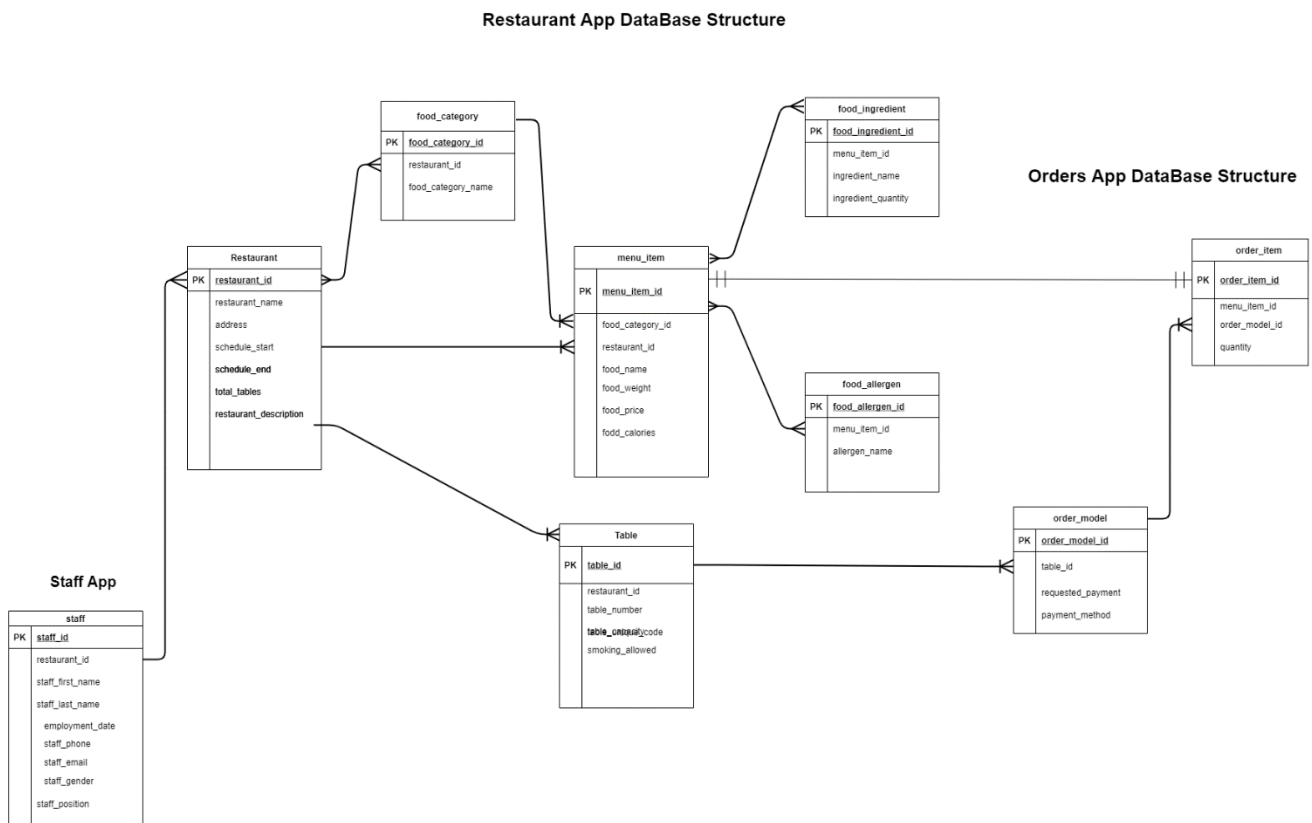 Restaurant App DataBase Structure
food_category
PK food_category_id
restaurant_id
food_category_name
food_ingredient
PK food_ingredient_id
menu_item_id
ingredient_name
ingredient_quantity
Orders App DataBase Structure
Restaurant
PK restaurant_id
restaurant_name
address
schedule_start
schedule_end
total_tables
restaurant_description
menu_item
PK menu_item_id
food_category_id
restaurant_id
food_name
food_weight
food_price
fodd_calories
order_item
PK order_item_id
menu_item_id
order_model_id
quantity
food_allergen
PK food_allergen_id
menu_item_id
allergen_name
Table
PK table_id
restaurant_id
table_number
table_capacity
table_unique_code
smoking_allowed
order_model
PK order_model_id
table_id
requested_payment
payment_method
Staff App
staff
PK staff_id
restaurant_id
staff_first_name
staff_last_name
employment_date
staff_phone
staff_email
staff_gender
staff_position